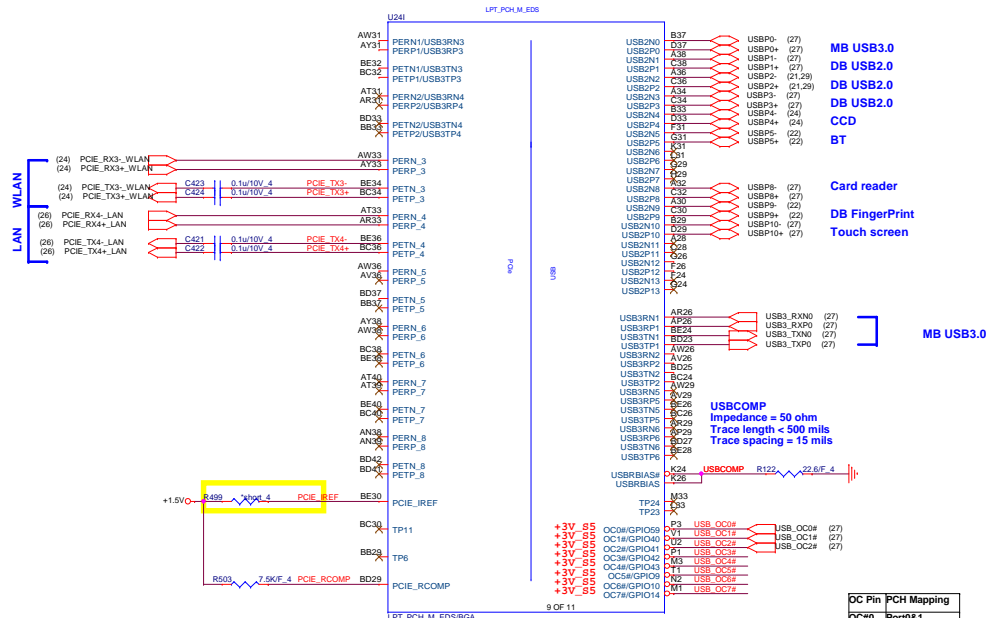 LPT_PCH_M_EDS
U24I
AW31 PERN1/USB3RN3
AY31 PERP1/USB3RP3
BE32 PETN1/USB3TN3
BC32 PETP1/USB3TP3
AT31 PERN2/USB3RN4
AR31 PERP2/USB3RP4
BD33 PETN2/USB3TN4
BB33 PETP2/USB3TP4
WLAN
(24) PCIE_RX3-_WLAN AW33 PERN_3
(24) PCIE_RX3+_WLAN AY33 PERP_3
(24) PCIE_TX3-_WLAN C423 0.1u/10V_4 PCIE_TX3- BE34 PETN_3
(24) PCIE_TX3+_WLAN C424 0.1u/10V_4 PCIE_TX3+ BC34 PETP_3
LAN
(26) PCIE_RX4-_LAN AT33 PERN_4
(26) PCIE_RX4+_LAN AR33 PERP_4
(26) PCIE_TX4-_LAN C421 0.1u/10V_4 PCIE_TX4- BE36 PETN_4
(26) PCIE_TX4+_LAN C422 0.1u/10V_4 PCIE_TX4+ BC36 PETP_4
AW36 PERN_5
AV36 PERP_5
BD37 PETN_5
BB37 PETP_5
AY38 PERN_6
AW38 PERP_6
BC38 PETN_6
BE38 PETP_6
AT40 PERN_7
AT39 PERP_7
BE40 PETN_7
BC40 PETP_7
AN38 PERN_8
AN39 PERP_8
BD42 PETN_8
BD41 PETP_8
+1.5V R499 *short_4 PCIE_IREF BE30 PCIE_IREF
BC30 TP11
BB29 TP6
R503 7.5K/F_4 PCIE_RCOMP BD29 PCIE_RCOMP
PCIe
USB
USB2N0 B37 USBP0- (27)
USB2P0 D37 USBP0+ (27)
MB USB3.0
USB2N1 A38 USBP1- (27)
USB2P1 C38 USBP1+ (27)
DB USB2.0
USB2N2 A36 USBP2- (21,29)
USB2P2 C36 USBP2+ (21,29)
DB USB2.0
USB2N3 A34 USBP3- (27)
USB2P3 C34 USBP3+ (27)
DB USB2.0
USB2N4 B33 USBP4- (24)
USB2P4 D33 USBP4+ (24)
CCD
USB2N5 F31 USBP5- (22)
USB2P5 G31 USBP5+ (22)
BT
USB2N6 K31
USB2P6 L31
USB2N7 G29
USB2P7 H29
USB2N8 A32 USBP8- (27)
USB2P8 C32 USBP8+ (27)
Card reader
USB2N9 A30 USBP9- (22)
USB2P9 C30 USBP9+ (22)
DB FingerPrint
USB2N10 B29 USBP10- (27)
USB2P10 D29 USBP10+ (27)
Touch screen
USB2N11 A28
USB2P11 C28
USB2N12 G26
USB2P12 F26
USB2N13 F24
USB2P13 G24
USB3RN1 AR26 USB3_RXN0 (27)
USB3RP1 AP26 USB3_RXP0 (27)
USB3TN1 BE24 USB3_TXN0 (27)
USB3TP1 BD23 USB3_TXP0 (27)
MB USB3.0
USB3RN2 AW26
USB3RP2 AV26
USB3TN2 BD25
USB3TP2 BC24
USB3RN5 AW29
USB3RP5 AV29
USB3TN5 BE26
USB3TP5 BC26
USB3RN6 AR29
USB3RP6 AP29
USB3TN6 BD27
USB3TP6 BE28
USBCOMP
Impedance = 50 ohm
Trace length < 500 mils
Trace spacing = 15 mils
USBRBIAS# K24 USBCOMP R122 22.6/F_4
USBRBIAS K26
TP24 M33
TP23 L33
+3V_S5 OC0#/GPIO59 P3 USB_OC0# USB_OC0# (27)
+3V_S5 OC1#/GPIO40 V1 USB_OC1# USB_OC1# (27)
+3V_S5 OC2#/GPIO41 U2 USB_OC2# USB_OC2# (27)
+3V_S5 OC3#/GPIO42 P1 USB_OC3#
+3V_S5 OC4#/GPIO43 M3 USB_OC4#
+3V_S5 OC5#/GPIO9 T1 USB_OC5#
+3V_S5 OC6#/GPIO10 N2 USB_OC6#
+3V_S5 OC7#/GPIO14 M1 USB_OC7#
9 OF 11
LPT_PCH_M_EDS/BGA
OC Pin PCH Mapping
OC#0 Port0&1